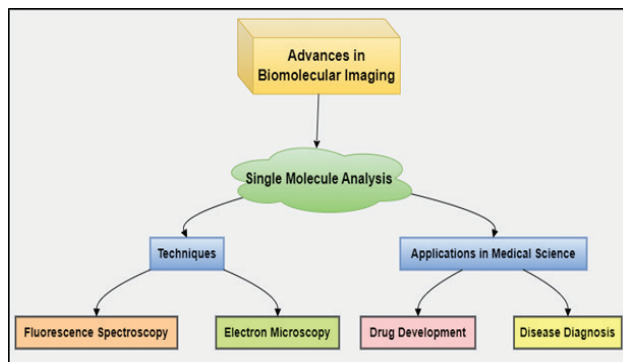 Advances in
Biomolecular Imaging
Single Molecule Analysis
Techniques
Applications in Medical Science
Fluorescence Spectroscopy
Electron Microscopy
Drug Development
Disease Diagnosis